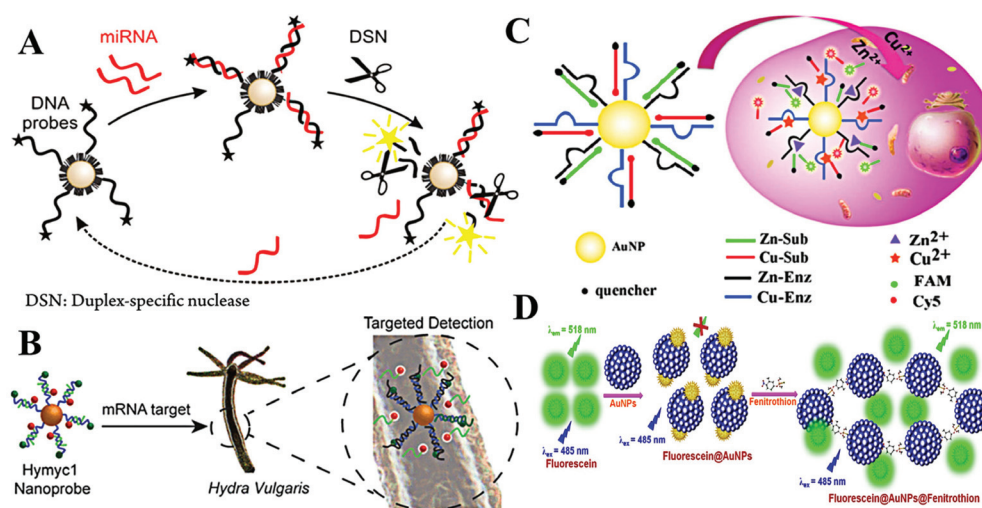 A
miRNA
DSN
DNA
probes
DSN: Duplex-specific nuclease
B
mRNA target
Hymyc1
Nanoprobe
Hydra Vulgaris
Targeted Detection
C
Zn2+
Cu2+
AuNP
quencher
Zn-Sub
Cu-Sub
Zn-Enz
Cu-Enz
Zn2+
Cu2+
FAM
Cy5
D
λem = 518 nm
λex = 485 nm
Fluorescein
AuNPs
λex = 485 nm
Fluorescein@AuNPs
Fenitrothion
λem = 518 nm
λex = 485 nm
Fluorescein@AuNPs@Fenitrothion